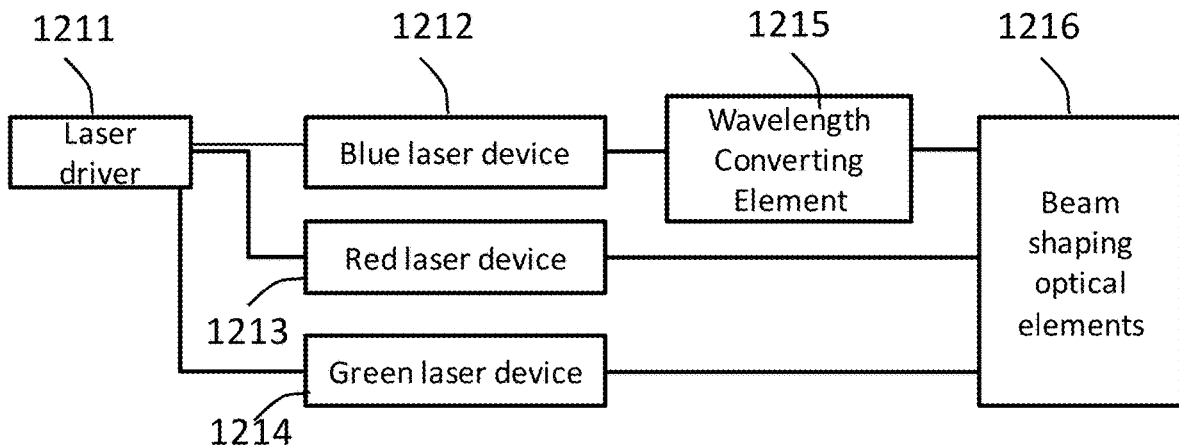 1211
1212
1215
1216
Laser
driver
Blue laser device
Wavelength
Converting
Element
Red laser device
1213
Green laser device
1214
Beam
shaping
optical
elements